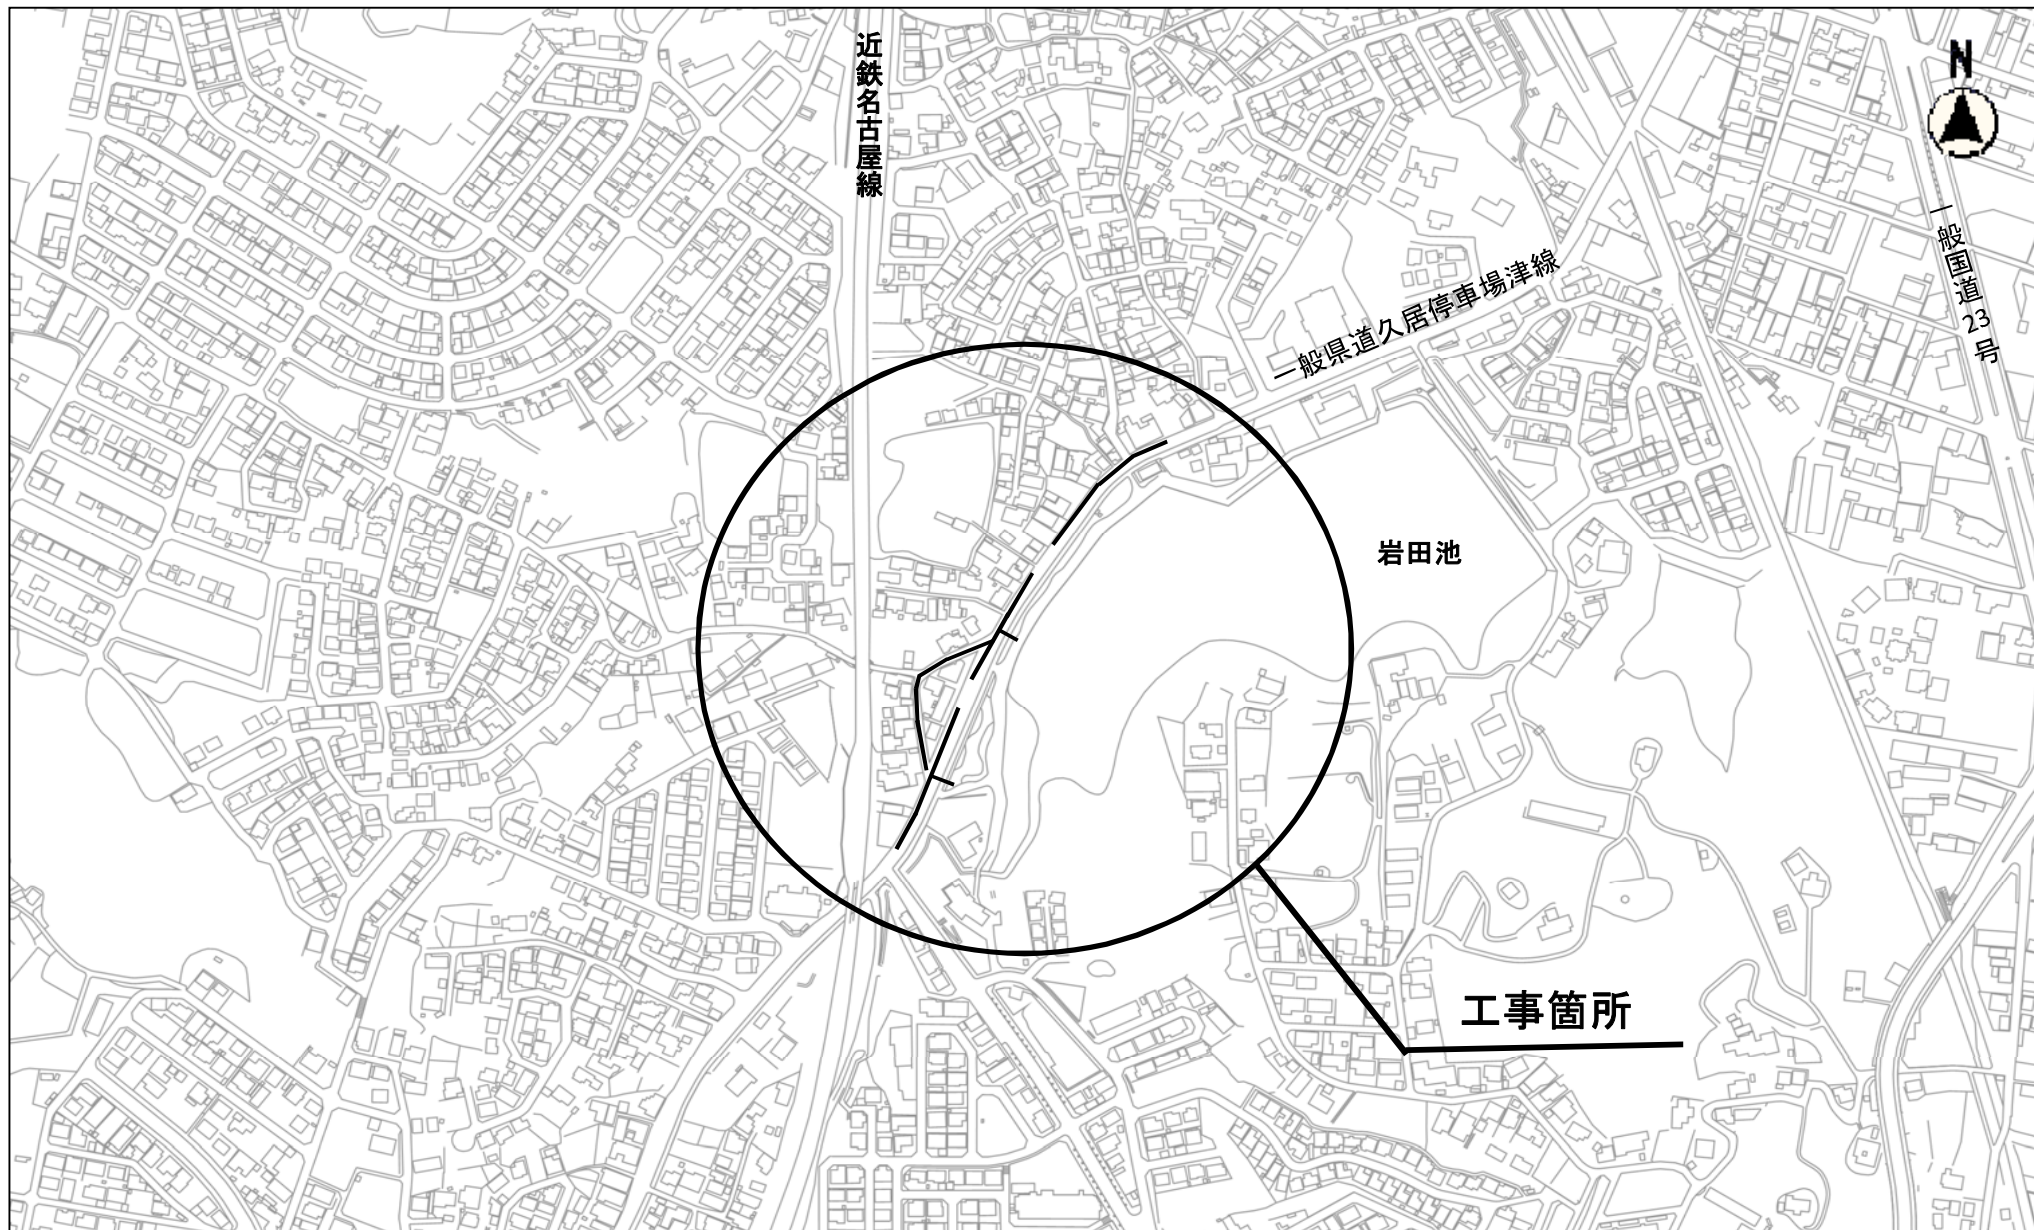 近鉄名古屋線
N
一般国道23号
一般県道久居停車場津線
岩田池
工事箇所